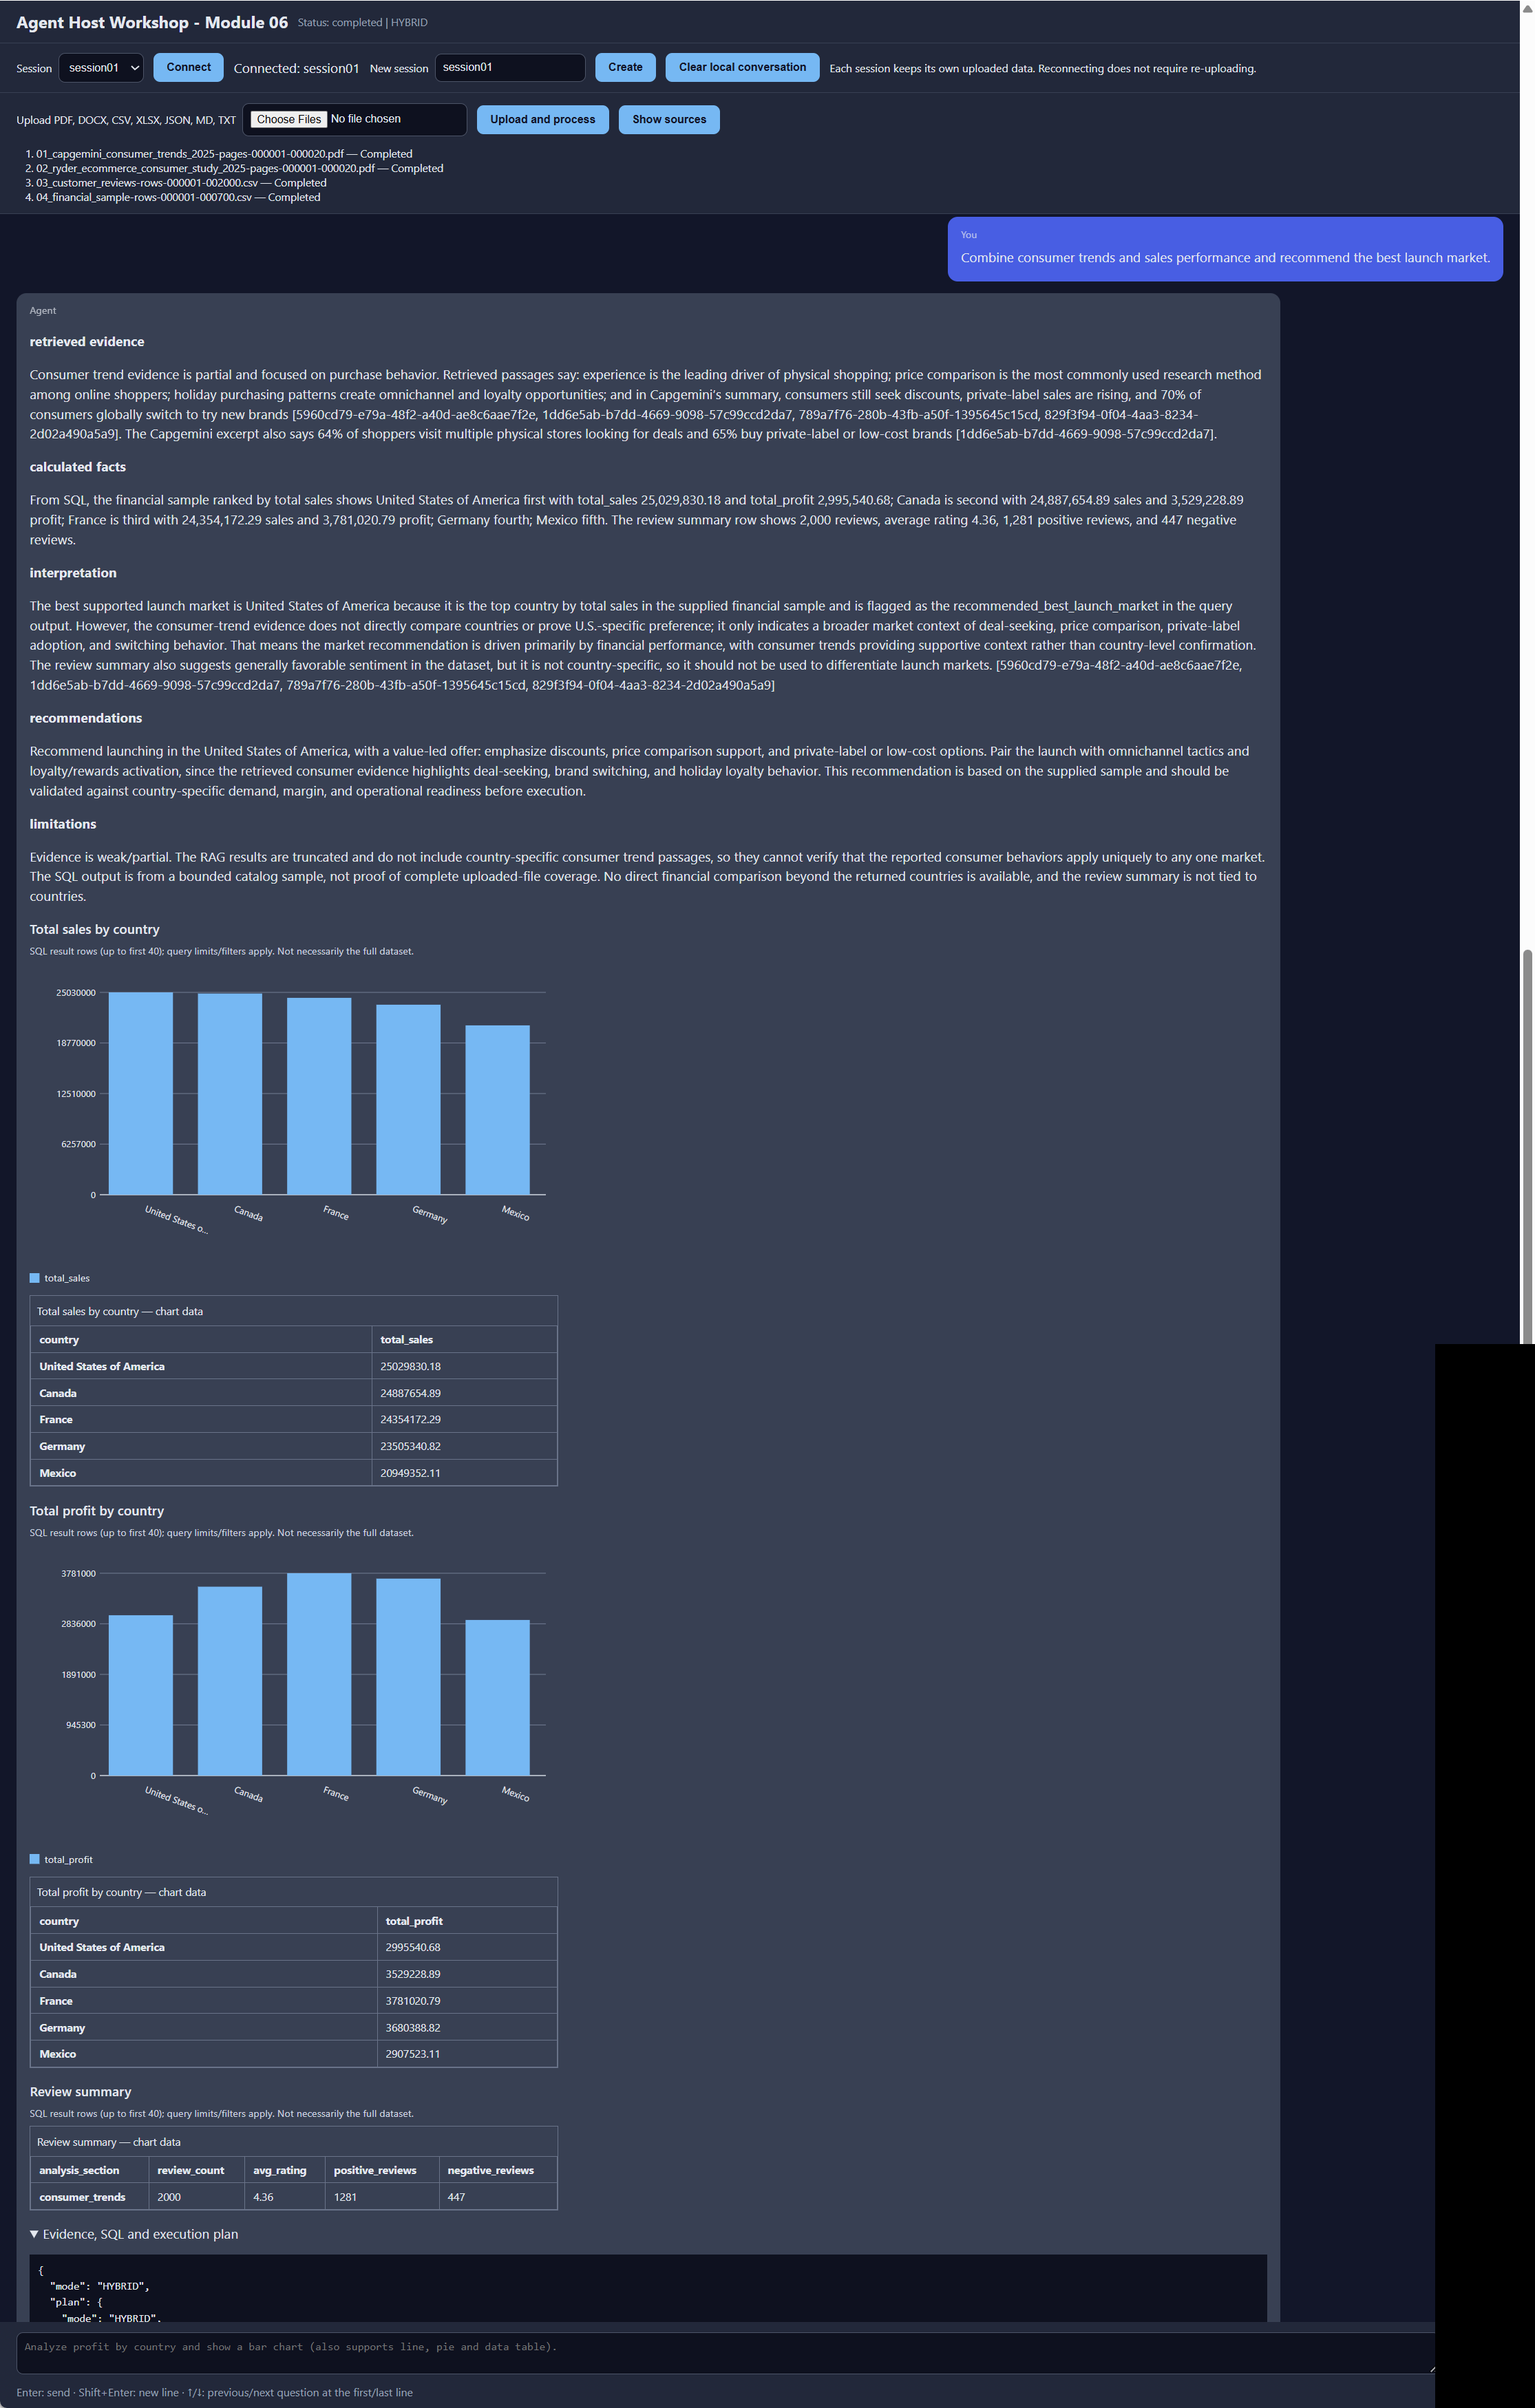 Agent Host Workshop - Module 06 Status: completed | HYBRID
Session session01 Connect Connected: session01 New session session01 Create Clear local conversation Each session keeps its own uploaded data. Reconnecting does not require re-uploading.
Upload PDF, DOCX, CSV, XLSX, JSON, MD, TXT Choose Files No file chosen Upload and process Show sources
1. 01_capgemini_consumer_trends_2025-pages-000001-000020.pdf — Completed
2. 02_ryder_ecommerce_consumer_study_2025-pages-000001-000020.pdf — Completed
3. 03_customer_reviews-rows-000001-002000.csv — Completed
4. 04_financial_sample-rows-000001-000700.csv — Completed
You
Combine consumer trends and sales performance and recommend the best launch market.
Agent
retrieved evidence
Consumer trend evidence is partial and focused on purchase behavior. Retrieved passages say: experience is the leading driver of physical shopping; price comparison is the most commonly used research method
among online shoppers; holiday purchasing patterns create omnichannel and loyalty opportunities; and in Capgemini's summary, consumers still seek discounts, private-label sales are rising, and 70% of
consumers globally switch to try new brands [5960cd79-e79a-48f2-a40d-ae8c6aae7f2e, 1dd6e5ab-b7dd-4669-9098-57c99ccd2da7, 789a7f76-280b-43fb-a50f-1395645c15cd, 829f3f94-0f04-4aa3-8234-
2d02a490a5a9]. The Capgemini excerpt also says 64% of shoppers visit multiple physical stores looking for deals and 65% buy private-label or low-cost brands [1dd6e5ab-b7dd-4669-9098-57c99ccd2da7].
calculated facts
From SQL, the financial sample ranked by total sales shows United States of America first with total_sales 25,029,830.18 and total_profit 2,995,540.68; Canada is second with 24,887,654.89 sales and 3,529,228.89
profit; France is third with 24,354,172.29 sales and 3,781,020.79 profit; Germany fourth; Mexico fifth. The review summary row shows 2,000 reviews, average rating 4.36, 1,281 positive reviews, and 447 negative
reviews.
interpretation
The best supported launch market is United States of America because it is the top country by total sales in the supplied financial sample and is flagged as the recommended_best_launch_market in the query
output. However, the consumer-trend evidence does not directly compare countries or prove U.S.-specific preference; it only indicates a broader market context of deal-seeking, price comparison, private-label
adoption, and switching behavior. That means the market recommendation is driven primarily by financial performance, with consumer trends providing supportive context rather than country-level confirmation.
The review summary also suggests generally favorable sentiment in the dataset, but it is not country-specific, so it should not be used to differentiate launch markets. [5960cd79-e79a-48f2-a40d-ae8c6aae7f2e,
1dd6e5ab-b7dd-4669-9098-57c99ccd2da7, 789a7f76-280b-43fb-a50f-1395645c15cd, 829f3f94-0f04-4aa3-8234-2d02a490a5a9]
recommendations
Recommend launching in the United States of America, with a value-led offer: emphasize discounts, price comparison support, and private-label or low-cost options. Pair the launch with omnichannel tactics and
loyalty/rewards activation, since the retrieved consumer evidence highlights deal-seeking, brand switching, and holiday loyalty behavior. This recommendation is based on the supplied sample and should be
validated against country-specific demand, margin, and operational readiness before execution.
limitations
Evidence is weak/partial. The RAG results are truncated and do not include country-specific consumer trend passages, so they cannot verify that the reported consumer behaviors apply uniquely to any one market.
The SQL output is from a bounded catalog sample, not proof of complete uploaded-file coverage. No direct financial comparison beyond the returned countries is available, and the review summary is not tied to
countries.
Total sales by country
SQL result rows (up to first 40); query limits/filters apply. Not necessarily the full dataset.
25030000
18770000
12510000
6257000
0
United States o... Canada France Germany Mexico
total_sales
Total sales by country — chart data
country total_sales
United States of America 25029830.18
Canada 24887654.89
France 24354172.29
Germany 23505340.82
Mexico 20949352.11
Total profit by country
SQL result rows (up to first 40); query limits/filters apply. Not necessarily the full dataset.
3781000
2836000
1891000
945300
0
United States o... Canada France Germany Mexico
total_profit
Total profit by country — chart data
country total_profit
United States of America 2995540.68
Canada 3529228.89
France 3781020.79
Germany 3680388.82
Mexico 2907523.11
Review summary
SQL result rows (up to first 40); query limits/filters apply. Not necessarily the full dataset.
Review summary — chart data
analysis_section review_count avg_rating positive_reviews negative_reviews
consumer_trends 2000 4.36 1281 447
▼ Evidence, SQL and execution plan
{
"mode": "HYBRID",
"plan": {
"mode": "HYBRID",
Analyze profit by country and show a bar chart (also supports line, pie and data table).
Enter: send · Shift+Enter: new line · ↑/↓: previous/next question at the first/last line